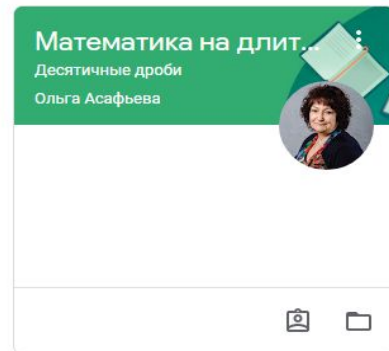 Математика на длит...
Десятичные дроби
Ольга Асафьева